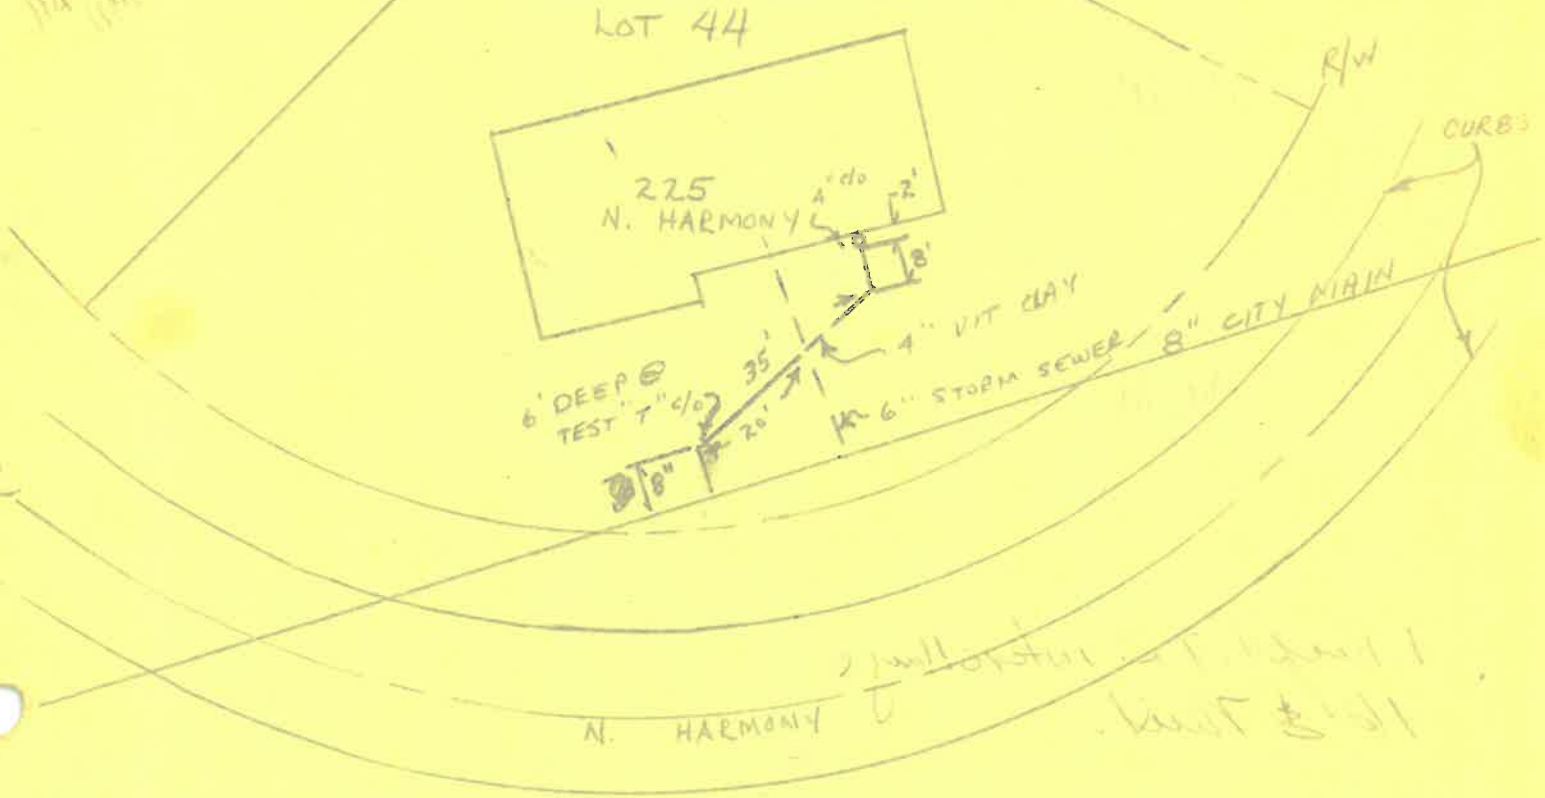 LOT 44
R/W
CURBS
225
N. HARMONY
4" c/o
2'
8'
4" VIT CLAY
35'
6' DEEP @
TEST "T" c/o
20'
6" STORM SEWER
8" CITY MAIN
8"
N. HARMONY